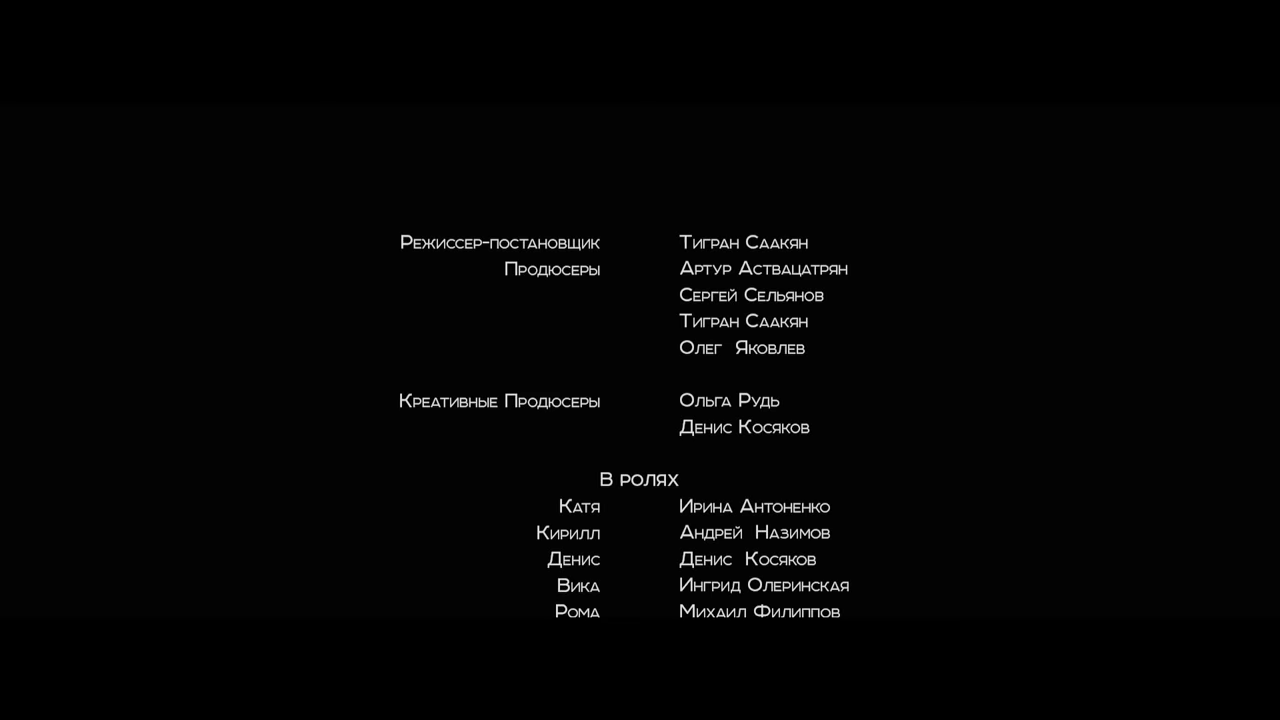 Режиссер-постановщик Тигран Саакян
Продюсеры Артур Аствацатрян
Сергей Сельянов
Тигран Саакян
Олег Яковлев
Креативные Продюсеры Ольга Рудь
Денис Косяков
В ролях
Катя Ирина Антоненко
Кирилл Андрей Назимов
Денис Денис Косяков
Вика Ингрид Олеринская
Рома Михаил Филиппов